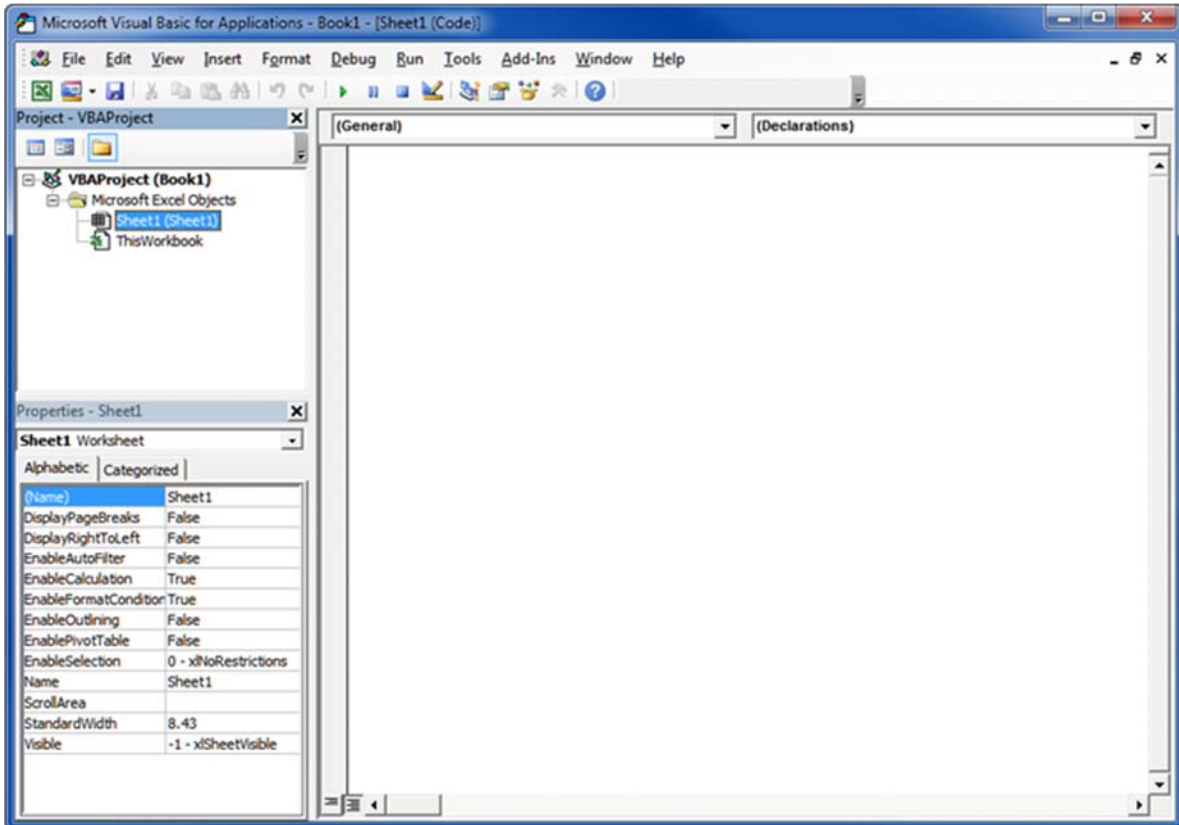 Microsoft Visual Basic for Applications - Book1 - [Sheet1 (Code)]
File Edit View Insert Format Debug Run Tools Add-Ins Window Help
Project - VBAProject
(General) (Declarations)
VBAProject (Book1)
Microsoft Excel Objects
Sheet1 (Sheet1)
ThisWorkbook
Properties - Sheet1
Sheet1 Worksheet
Alphabetic Categorized
(Name) Sheet1
DisplayPageBreaks False
DisplayRightToLeft False
EnableAutoFilter False
EnableCalculation True
EnableFormatCondition True
EnableOutlining False
EnablePivotTable False
EnableSelection 0 - xlNoRestrictions
Name Sheet1
ScrollArea
StandardWidth 8.43
Visible -1 - xlSheetVisible